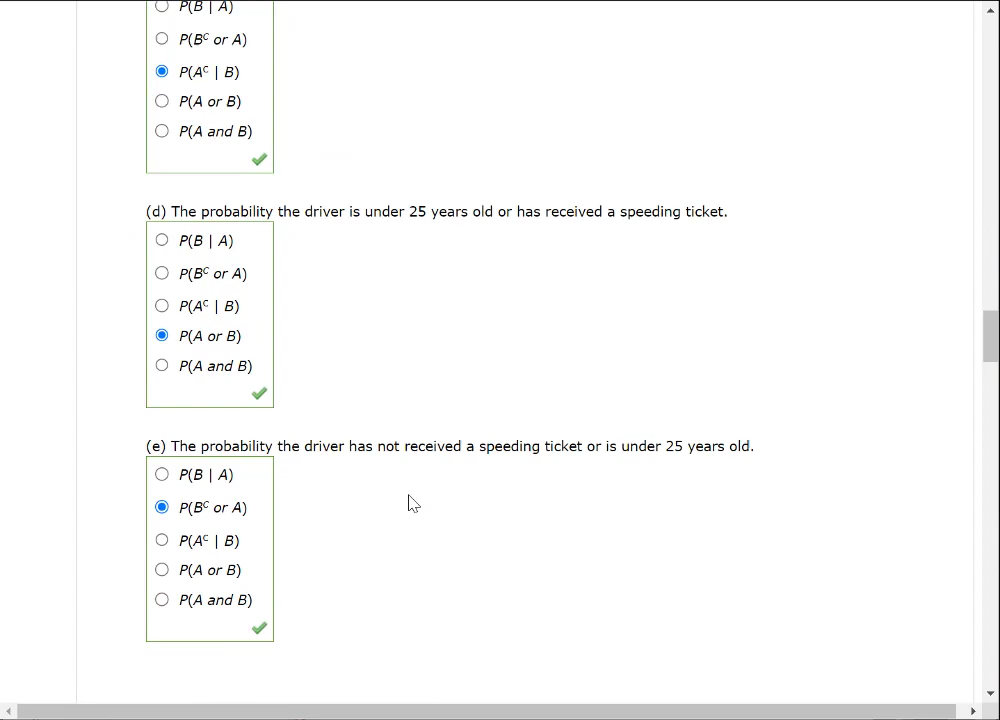 P(B | A)
P(Bᶜ or A)
P(Aᶜ | B)
P(A or B)
P(A and B)
(d) The probability the driver is under 25 years old or has received a speeding ticket.
P(B | A)
P(Bᶜ or A)
P(Aᶜ | B)
P(A or B)
P(A and B)
(e) The probability the driver has not received a speeding ticket or is under 25 years old.
P(B | A)
P(Bᶜ or A)
P(Aᶜ | B)
P(A or B)
P(A and B)